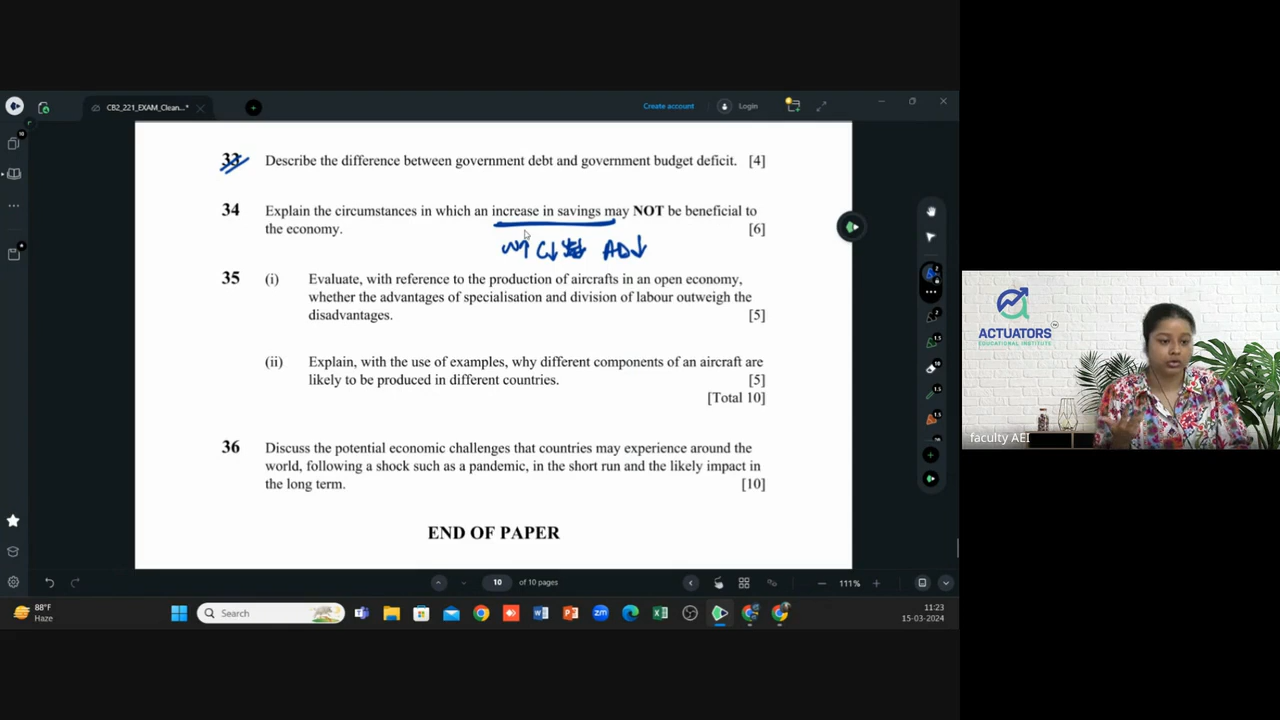 CB2_221_EXAM_Clean...*
Create account
Login
33 Describe the difference between government debt and government budget deficit. [4]
34 Explain the circumstances in which an increase in savings may NOT be beneficial to
the economy. [6]
C↓ AD↓
35 (i) Evaluate, with reference to the production of aircrafts in an open economy,
whether the advantages of specialisation and division of labour outweigh the
disadvantages. [5]
(ii) Explain, with the use of examples, why different components of an aircraft are
likely to be produced in different countries. [5]
[Total 10]
36 Discuss the potential economic challenges that countries may experience around the
world, following a shock such as a pandemic, in the short run and the likely impact in
the long term. [10]
END OF PAPER
10 of 10 pages
111%
88°F
Haze
Search
11:23
15-03-2024
ACTUATORS
EDUCATIONAL INSTITUTE
faculty AEI